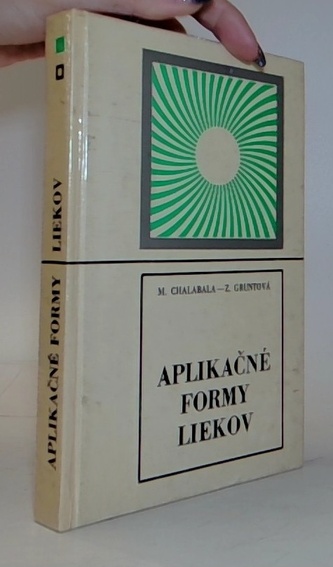 M. CHALABALA — Z. GRUNTOVÁ
APLIKAČNÉ
FORMY
LIEKOV
APLIKAČNÉ FORMY LIEKOV